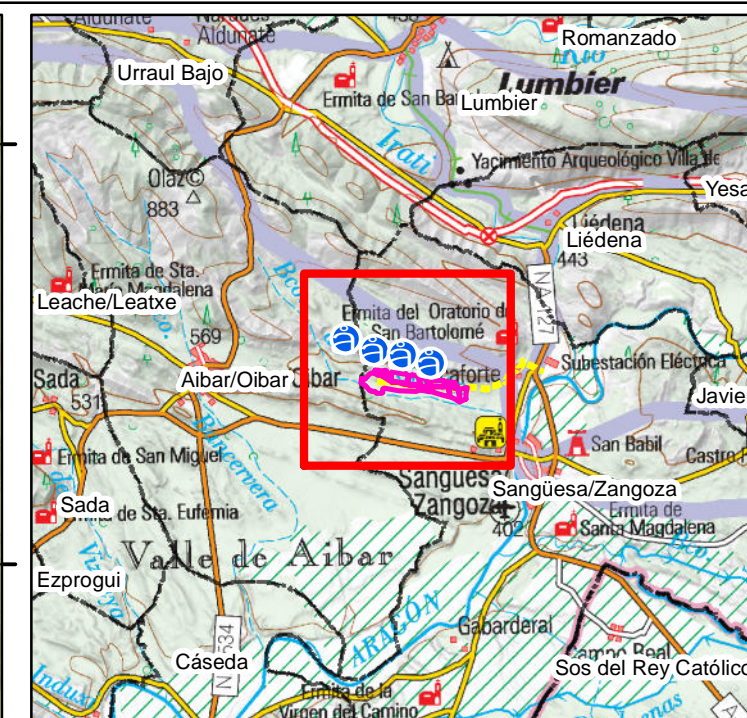 Aldunate
Romanzado
Urraul Bajo
Lumbier
Ermita de San Ba
Lumbier
Irati
Yacimiento Arqueológico Villa de
Olaz
883
Yesa
Liédena
Liédena
443
Ermita de Sta.
María Magdalena
Leache/Leatxe
NA-127
Ermita del Oratorio de
San Bartolomé
569
Subestación Eléctrica
Sada
531
Aibar/Oibar
aforte
Javie
San Babil
Castro
Ermita de San Miguel
Sangüesa/
Zangoza
Sangüesa/Zangoza
Sada
Ermita de Sta. Eufemia
402
Ermita de
Santa Magdalena
Valle de Aibar
Ezprogui
ARAGÓN
Gabarderal
Cáseda
Campo Real
Sos del Rey Católico
Ermita de la
Virgen del Camino